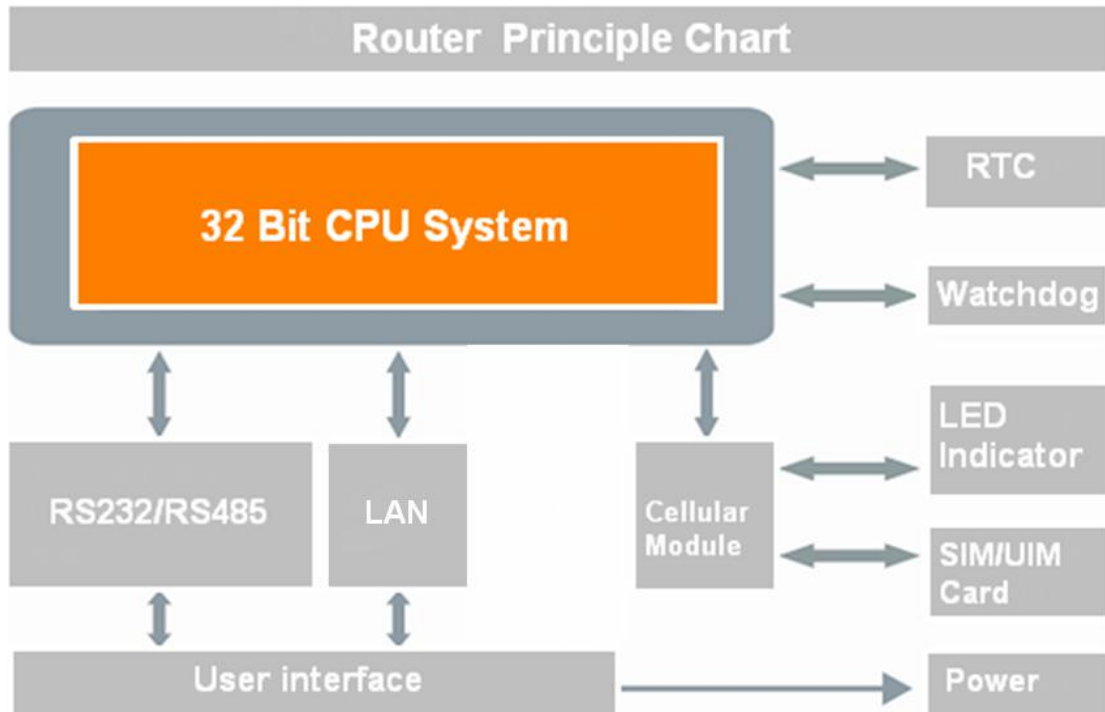 Router Principle Chart
32 Bit CPU System
RTC
Watchdog
LED
Indicator
RS232/RS485
LAN
Cellular
Module
SIM/UIM
Card
User interface
Power